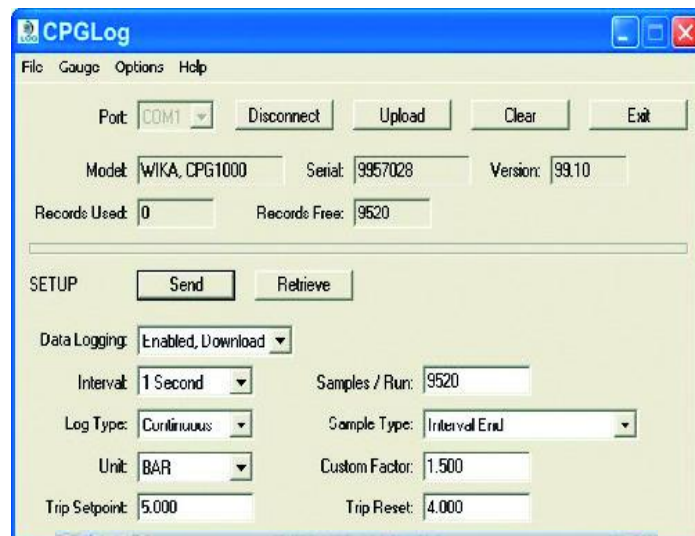 CPGLog
File Gauge Options Help
Port: COM1 Disconnect Upload Clear Exit
Model: WIKA, CPG1000 Serial: 9957028 Version: 99.10
Records Used: 0 Records Free: 9520
SETUP Send Retrieve
Data Logging: Enabled, Download
Interval: 1 Second Samples / Run: 9520
Log Type: Continuous Sample Type: Interval End
Unit: BAR Custom Factor: 1.500
Trip Setpoint: 5.000 Trip Reset: 4.000